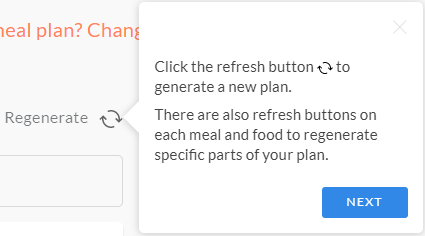 neal plan? Chang
Click the refresh button to
generate a new plan.
Regenerate
There are also refresh buttons on
each meal and food to regenerate
specific parts of your plan.
NEXT